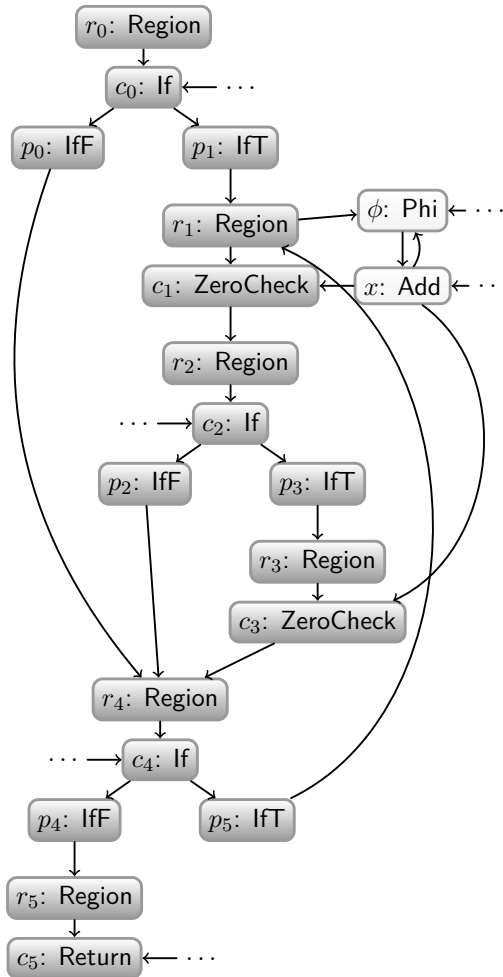 r₀: Region
c₀: If ···
p₀: IfF p₁: IfT
r₁: Region ϕ: Phi ···
c₁: ZeroCheck x: Add ···
r₂: Region
··· c₂: If
p₂: IfF p₃: IfT
r₃: Region
c₃: ZeroCheck
r₄: Region
··· c₄: If
p₄: IfF p₅: IfT
r₅: Region
c₅: Return ···